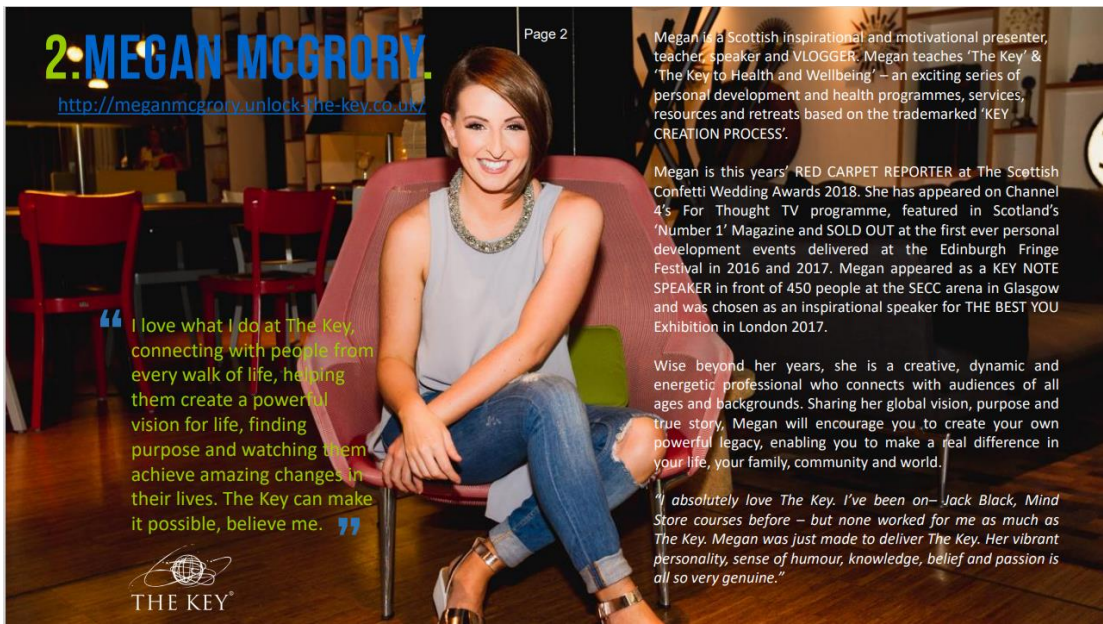 2.MEGAN MCGRORY.
http://meganmcgrory.unlock-the-key.co.uk/
Page 2
Megan is a Scottish inspirational and motivational presenter,
teacher, speaker and VLOGGER. Megan teaches ‘The Key’ &
‘The Key to Health and Wellbeing’ – an exciting series of
personal development and health programmes, services,
resources and retreats based on the trademarked ‘KEY
CREATION PROCESS’.
Megan is this years’ RED CARPET REPORTER at The Scottish
Confetti Wedding Awards 2018. She has appeared on Channel
4’s For Thought TV programme, featured in Scotland’s
‘Number 1’ Magazine and SOLD OUT at the first ever personal
development events delivered at the Edinburgh Fringe
Festival in 2016 and 2017. Megan appeared as a KEY NOTE
SPEAKER in front of 450 people at the SECC arena in Glasgow
and was chosen as an inspirational speaker for THE BEST YOU
Exhibition in London 2017.
Wise beyond her years, she is a creative, dynamic and
energetic professional who connects with audiences of all
ages and backgrounds. Sharing her global vision, purpose and
true story, Megan will encourage you to create your own
powerful legacy, enabling you to make a real difference in
your life, your family, community and world.
“I absolutely love The Key. I’ve been on– Jack Black, Mind
Store courses before – but none worked for me as much as
The Key. Megan was just made to deliver The Key. Her vibrant
personality, sense of humour, knowledge, belief and passion is
all so very genuine.”
“ I love what I do at The Key,
connecting with people from
every walk of life, helping
them create a powerful
vision for life, finding
purpose and watching them
achieve amazing changes in
their lives. The Key can make
it possible, believe me. ”
THE KEY®